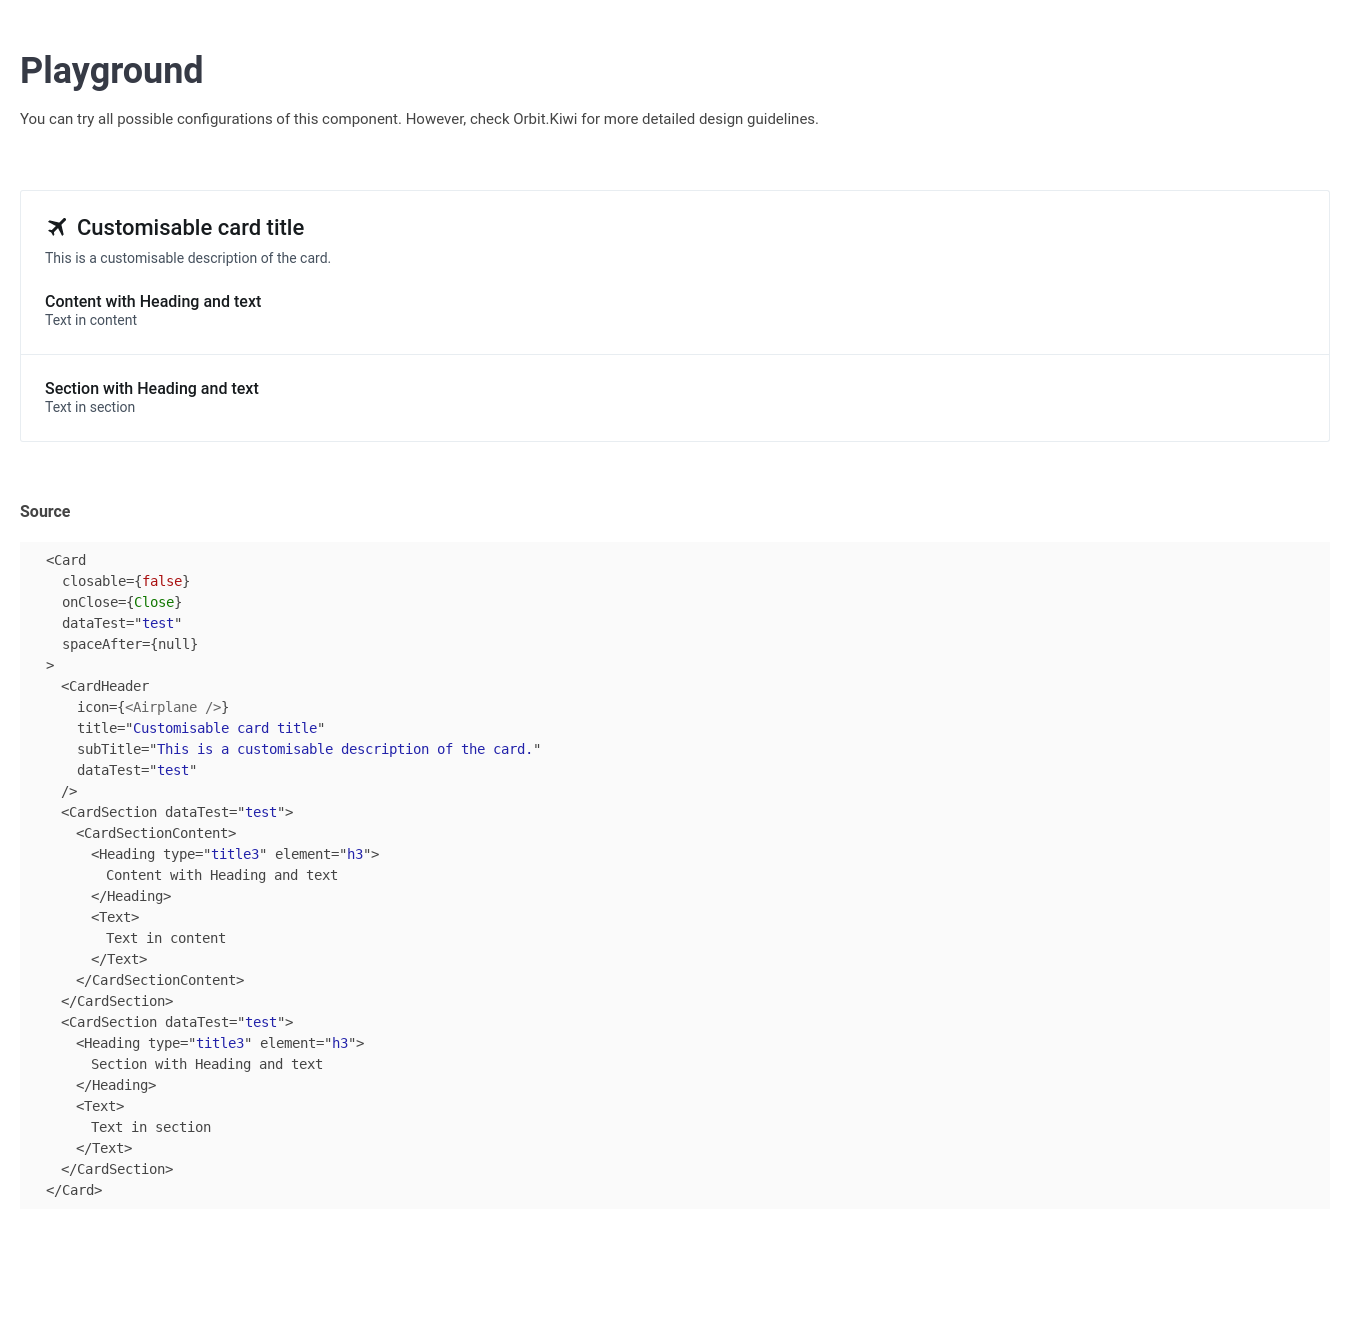 Playground
You can try all possible configurations of this component. However, check Orbit.Kiwi for more detailed design guidelines.
Customisable card title
This is a customisable description of the card.
Content with Heading and text
Text in content
Section with Heading and text
Text in section
Source
<Card
  closable={false}
  onClose={Close}
  dataTest="test"
  spaceAfter={null}
>
  <CardHeader
    icon={<Airplane />}
    title="Customisable card title"
    subTitle="This is a customisable description of the card."
    dataTest="test"
  />
  <CardSection dataTest="test">
    <CardSectionContent>
      <Heading type="title3" element="h3">
        Content with Heading and text
      </Heading>
      <Text>
        Text in content
      </Text>
    </CardSectionContent>
  </CardSection>
  <CardSection dataTest="test">
    <Heading type="title3" element="h3">
      Section with Heading and text
    </Heading>
    <Text>
      Text in section
    </Text>
  </CardSection>
</Card>